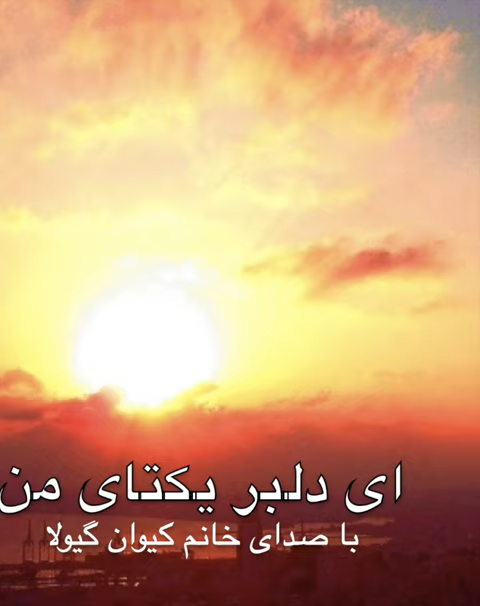 ای دلبر یکتای من
با صدای خانم کیوان گیولا